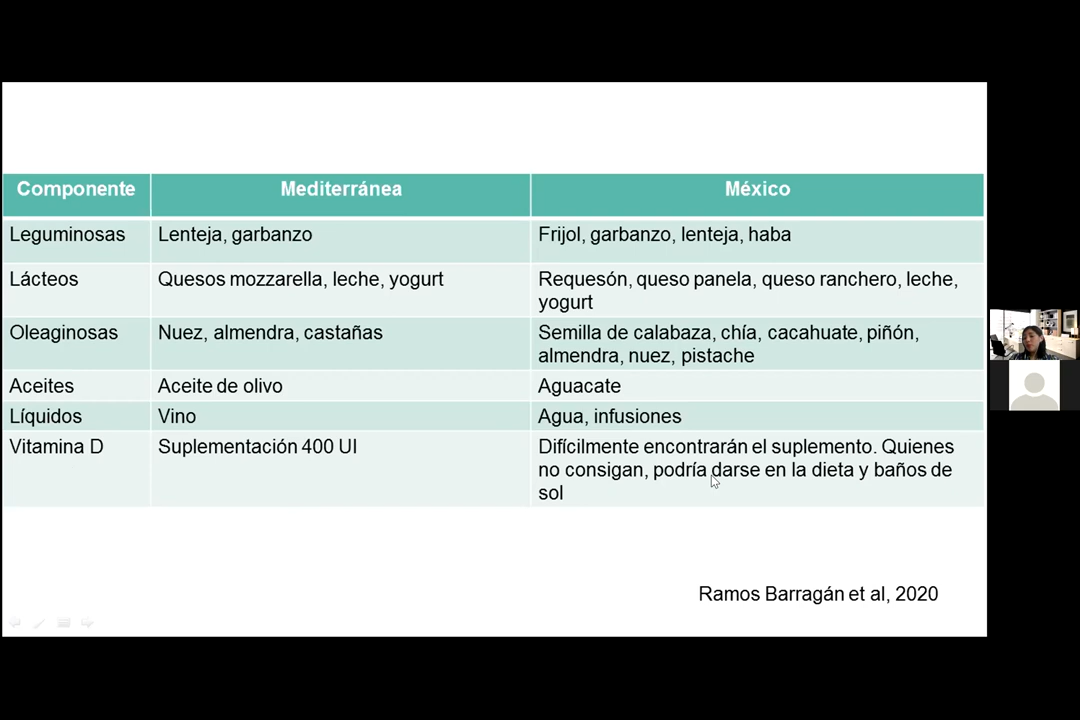 Componente Mediterránea México
Leguminosas Lenteja, garbanzo Frijol, garbanzo, lenteja, haba
Lácteos Quesos mozzarella, leche, yogurt Requesón, queso panela, queso ranchero, leche,
yogurt
Oleaginosas Nuez, almendra, castañas Semilla de calabaza, chía, cacahuate, piñón,
almendra, nuez, pistache
Aceites Aceite de olivo Aguacate
Líquidos Vino Agua, infusiones
Vitamina D Suplementación 400 UI Difícilmente encontrarán el suplemento. Quienes
no consigan, podría darse en la dieta y baños de
sol
Ramos Barragán et al, 2020